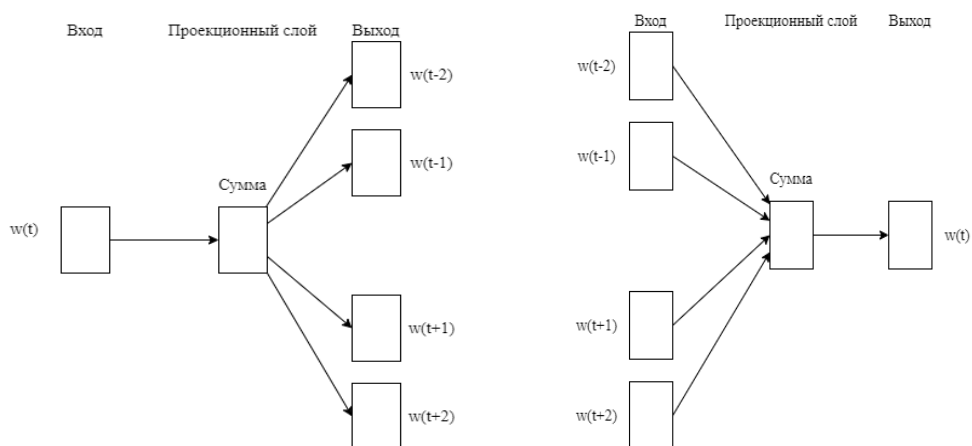 Вход Проекционный слой Выход
w(t-2)
w(t-1)
Сумма
w(t)
w(t+1)
w(t+2)
Вход Проекционный слой Выход
w(t-2)
w(t-1)
Сумма
w(t)
w(t+1)
w(t+2)